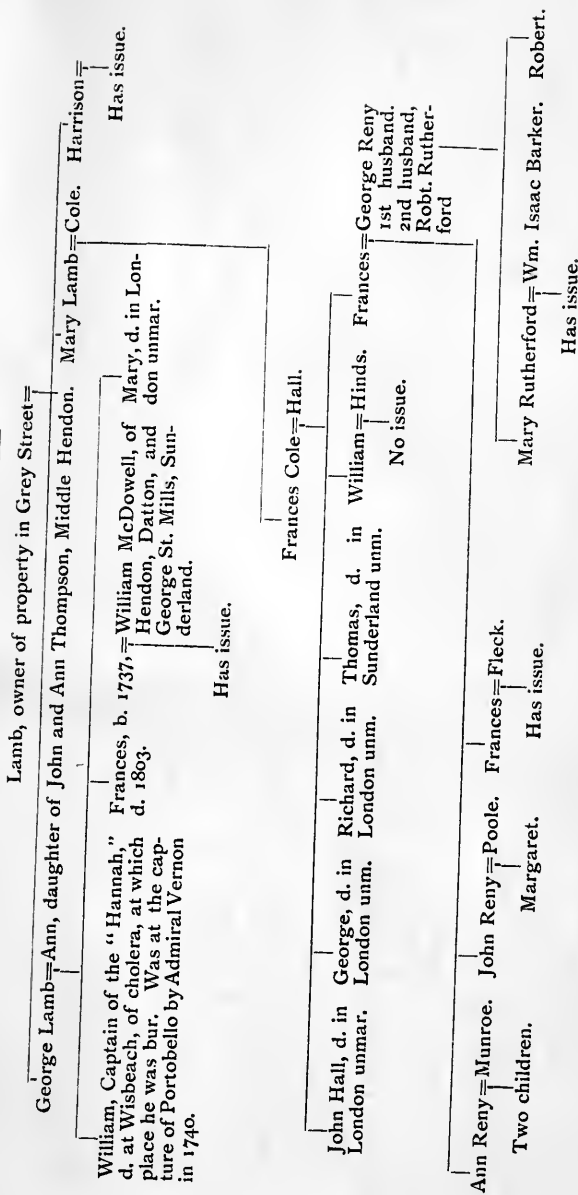 Lamb, owner of property in Grey Street=
George Lamb=Ann, daughter of John and Ann Thompson, Middle Hendon. Mary Lamb=Cole. Harrison=
Has issue.
William, Captain of the "Hannah,"
d. at Wisbeach, of cholera, at which
place he was bur. Was at the cap-
ture of Portobello by Admiral Vernon
in 1740.
Frances, b. 1737,=William McDowell, of
d. 1803. Hendon, Datton, and
George St. Mills, Sun-
derland.
Has issue.
Mary, d. in Lon-
don unmar.
Frances Cole=Hall.
John Hall, d. in
London unmar.
George, d. in
London unm.
Richard, d. in
London unm.
Thomas, d. in
Sunderland unm.
William=Hinds.
No issue.
Frances=George Reny
1st husband.
2nd husband,
Robt. Ruther-
ford
Ann Reny=Munroe.
Two children.
John Reny=Poole.
Margaret.
Frances=Fleck.
Has issue.
Mary Rutherford=Wm. Isaac Barker.
Has issue.
Robert.